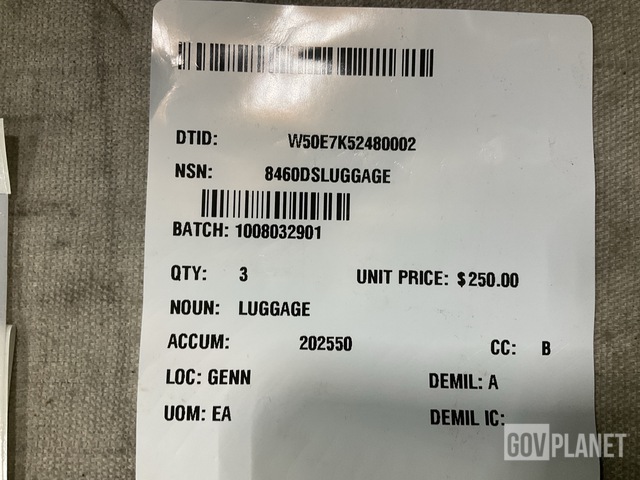 DTID: W50E7K52480002
NSN: 8460DSLUGGAGE
BATCH: 1008032901
QTY: 3 UNIT PRICE: $250.00
NOUN: LUGGAGE
ACCUM: 202550 CC: B
LOC: GENN DEMIL: A
UOM: EA DEMIL IC:
GOVPLANET